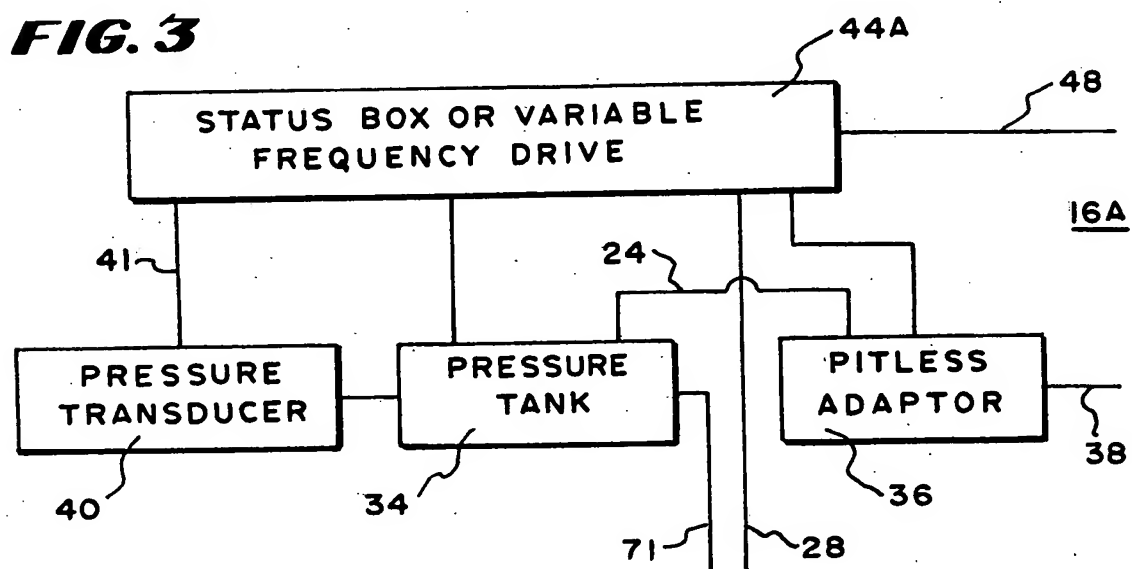 FIG. 3
44A
STATUS BOX OR VARIABLE
FREQUENCY DRIVE
48
16A
41
24
PRESSURE
TRANSDUCER
PRESSURE
TANK
PITLESS
ADAPTOR
40
34
36
38
71
28